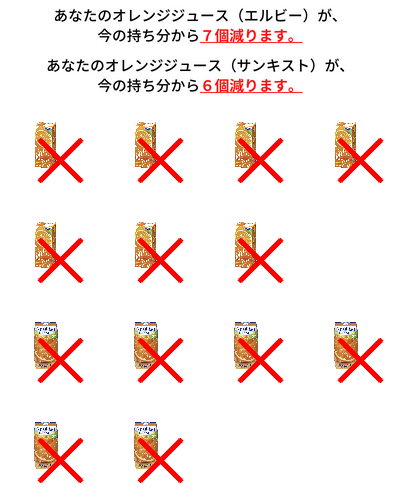 あなたのオレンジジュース（エルビー）が、
今の持ち分から７個減ります。
あなたのオレンジジュース（サンキスト）が、
今の持ち分から６個減ります。